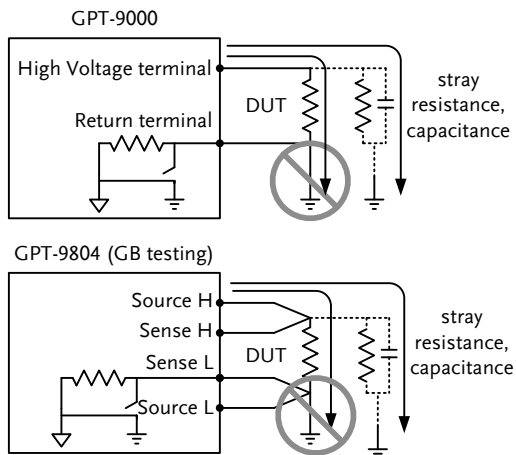 GPT-9000
High Voltage terminal
DUT
Return terminal
stray
resistance,
capacitance
GPT-9804 (GB testing)
Source H
Sense H
Sense L
DUT
Source L
stray
resistance,
capacitance